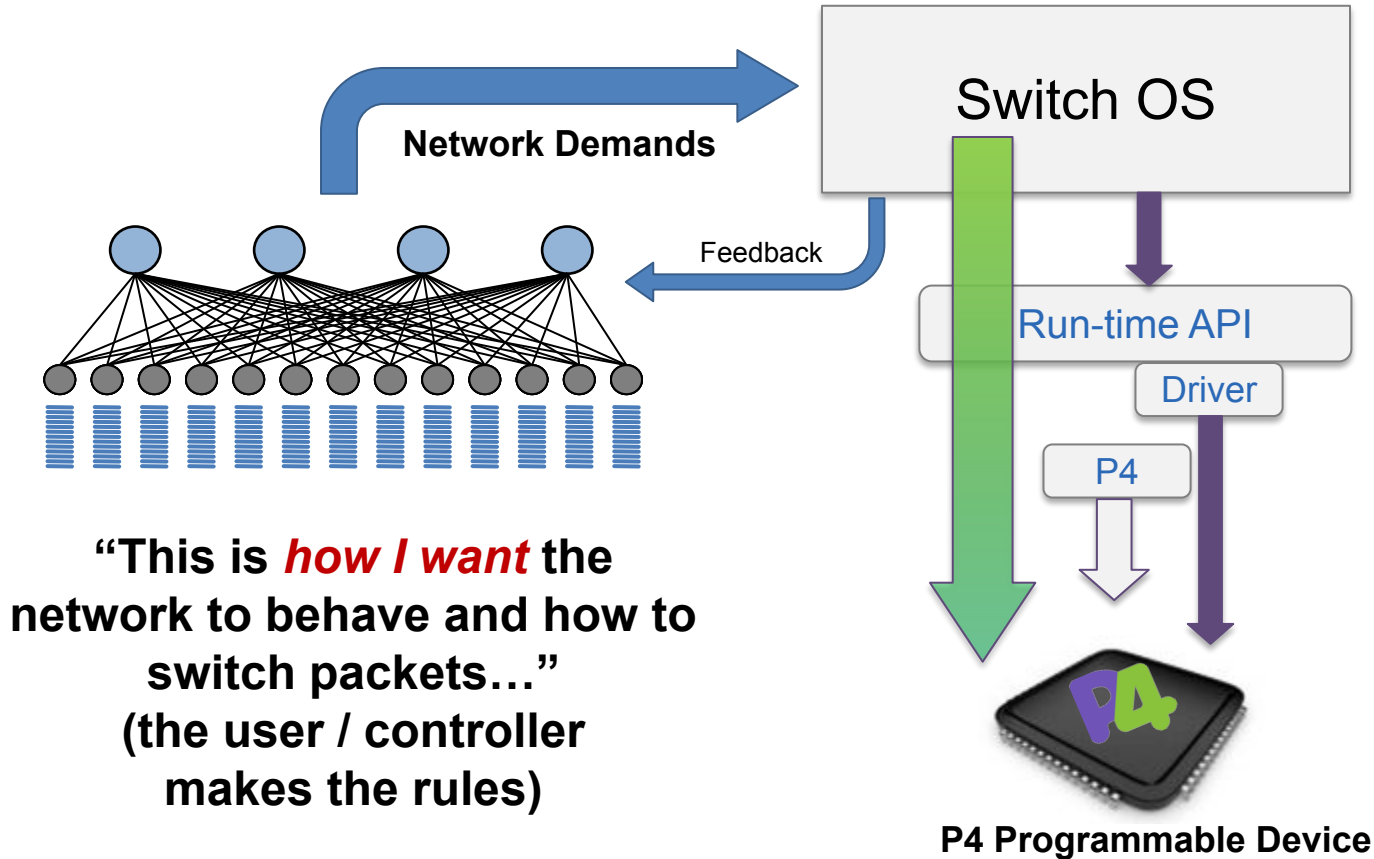 Switch OS
Network Demands
Feedback
Run-time API
Driver
P4
“This is how I want the
network to behave and how to
switch packets…”
(the user / controller
makes the rules)
P4
P4 Programmable Device